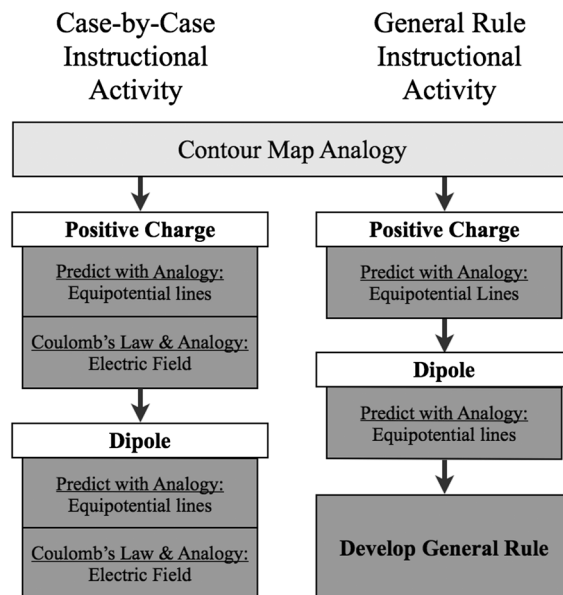 Case-by-Case
Instructional
Activity
General Rule
Instructional
Activity
Contour Map Analogy
Positive Charge
Predict with Analogy:
Equipotential lines
Coulomb's Law & Analogy:
Electric Field
Dipole
Predict with Analogy:
Equipotential lines
Coulomb's Law & Analogy:
Electric Field
Positive Charge
Predict with Analogy:
Equipotential Lines
Dipole
Predict with Analogy:
Equipotential lines
Develop General Rule